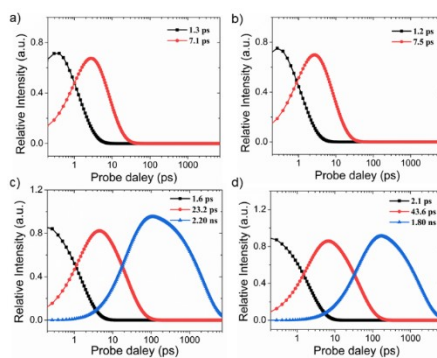 a)
1.3 ps
7.1 ps
Relative Intensity (a.u.)
0.8
0.4
0.0
1 10 100 1000
Probe daley (ps)
b)
1.2 ps
7.5 ps
Relative Intensity (a.u.)
0.8
0.4
0.0
1 10 100 1000
Probe daley (ps)
c)
1.6 ps
23.2 ps
2.20 ns
Relative Intensity (a.u.)
1.2
0.8
0.4
0.0
1 10 100 1000
Probe daley (ps)
d)
2.1 ps
43.6 ps
1.80 ns
Relative Intensity (a.u.)
1.2
0.8
0.4
0.0
1 10 100 1000
Probe daley (ps)